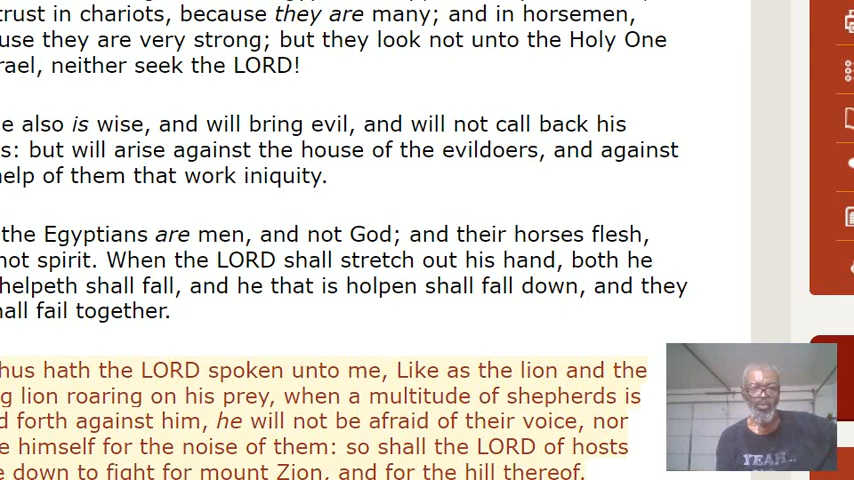 trust in chariots, because they are many; and in horsemen,
use they are very strong; but they look not unto the Holy One
rael, neither seek the LORD!
e also is wise, and will bring evil, and will not call back his
s: but will arise against the house of the evildoers, and against
help of them that work iniquity.
the Egyptians are men, and not God; and their horses flesh,
not spirit. When the LORD shall stretch out his hand, both he
helpeth shall fall, and he that is holpen shall fall down, and they
hall fail together.
hus hath the LORD spoken unto me, Like as the lion and the
g lion roaring on his prey, when a multitude of shepherds is
d forth against him, he will not be afraid of their voice, nor
e himself for the noise of them: so shall the LORD of hosts
e down to fight for mount Zion, and for the hill thereof.
YEAH...